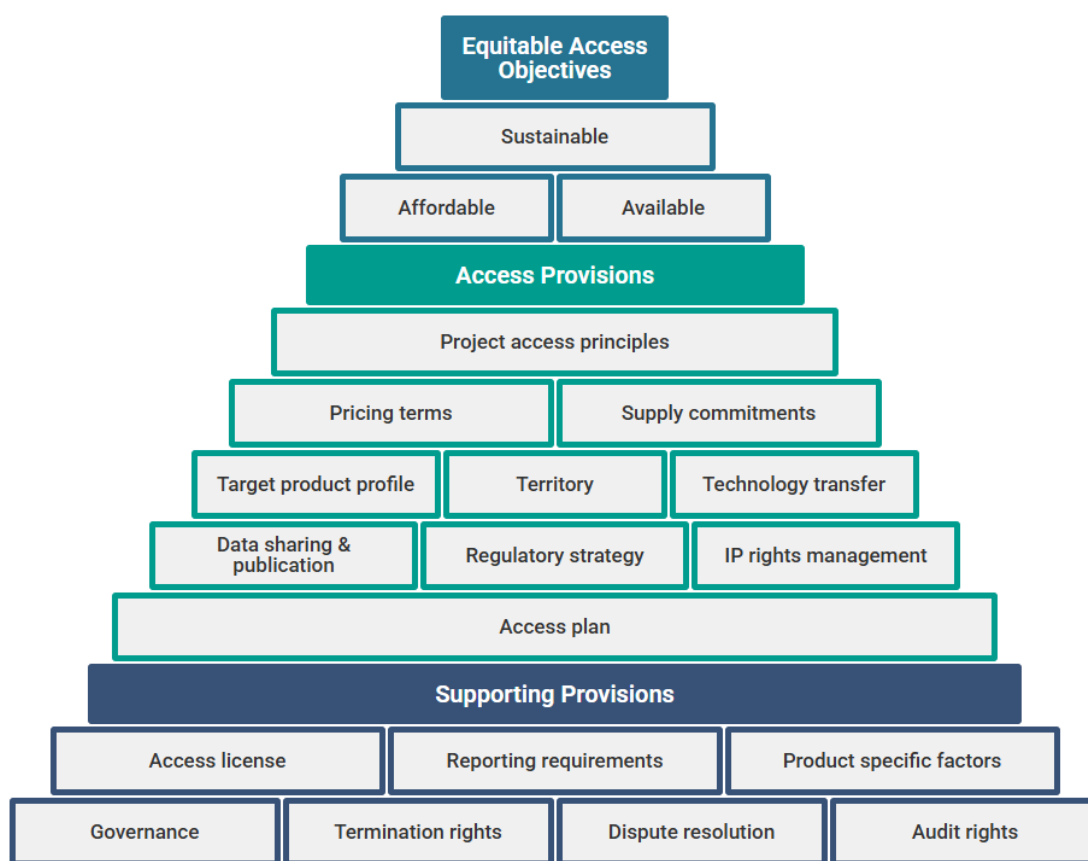 Equitable Access
Objectives
Sustainable
Affordable
Available
Access Provisions
Project access principles
Pricing terms
Supply commitments
Target product profile
Territory
Technology transfer
Data sharing &
publication
Regulatory strategy
IP rights management
Access plan
Supporting Provisions
Access license
Reporting requirements
Product specific factors
Governance
Termination rights
Dispute resolution
Audit rights